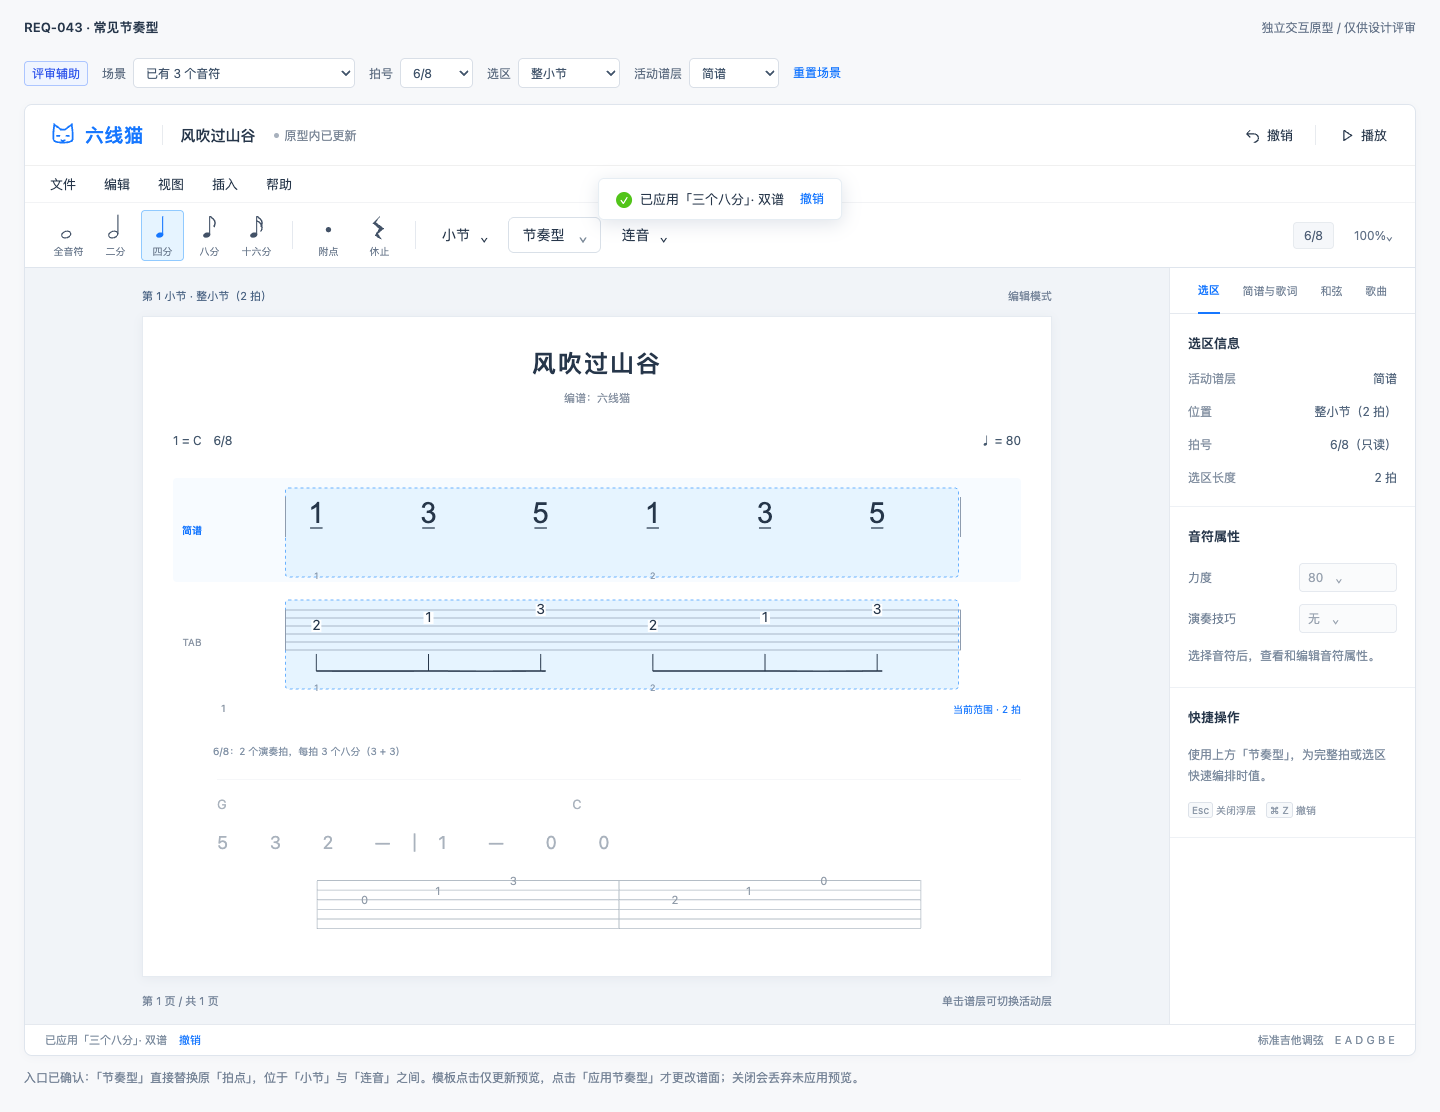 REQ-043 · 常见节奏型
独立交互原型 / 仅供设计评审
评审辅助 场景 已有 3 个音符 拍号 6/8 选区 整小节 活动谱层 简谱 重置场景
六线猫 风吹过山谷 原型内已更新 撤销 播放
文件 编辑 视图 插入 帮助
已应用「三个八分」· 双谱 撤销
全音符 二分 四分 八分 十六分 附点 休止 小节 节奏型 连音 6/8 100%
第 1 小节 · 整小节（2 拍） 编辑模式
风吹过山谷
编谱：六线猫
1 = C 6/8 ♩ = 80
简谱
1 3 5 1 3 5
1 2
TAB
2 1 3 2 1 3
1 2
1 当前范围 · 2 拍
6/8：2 个演奏拍，每拍 3 个八分（3 + 3）
G C
5 3 2 — | 1 — 0 0
0 1 3 2 1 0
第 1 页 / 共 1 页 单击谱层可切换活动层
选区 简谱与歌词 和弦 歌曲
选区信息
活动谱层 简谱
位置 整小节（2 拍）
拍号 6/8（只读）
选区长度 2 拍
音符属性
力度 80
演奏技巧 无
选择音符后，查看和编辑音符属性。
快捷操作
使用上方「节奏型」，为完整拍或选区
快速编排时值。
Esc 关闭浮层 ⌘ Z 撤销
已应用「三个八分」· 双谱 撤销 标准吉他调弦 E A D G B E
入口已确认：「节奏型」直接替换原「拍点」，位于「小节」与「连音」之间。模板点击仅更新预览，点击「应用节奏型」才更改谱面；关闭会丢弃未应用预览。